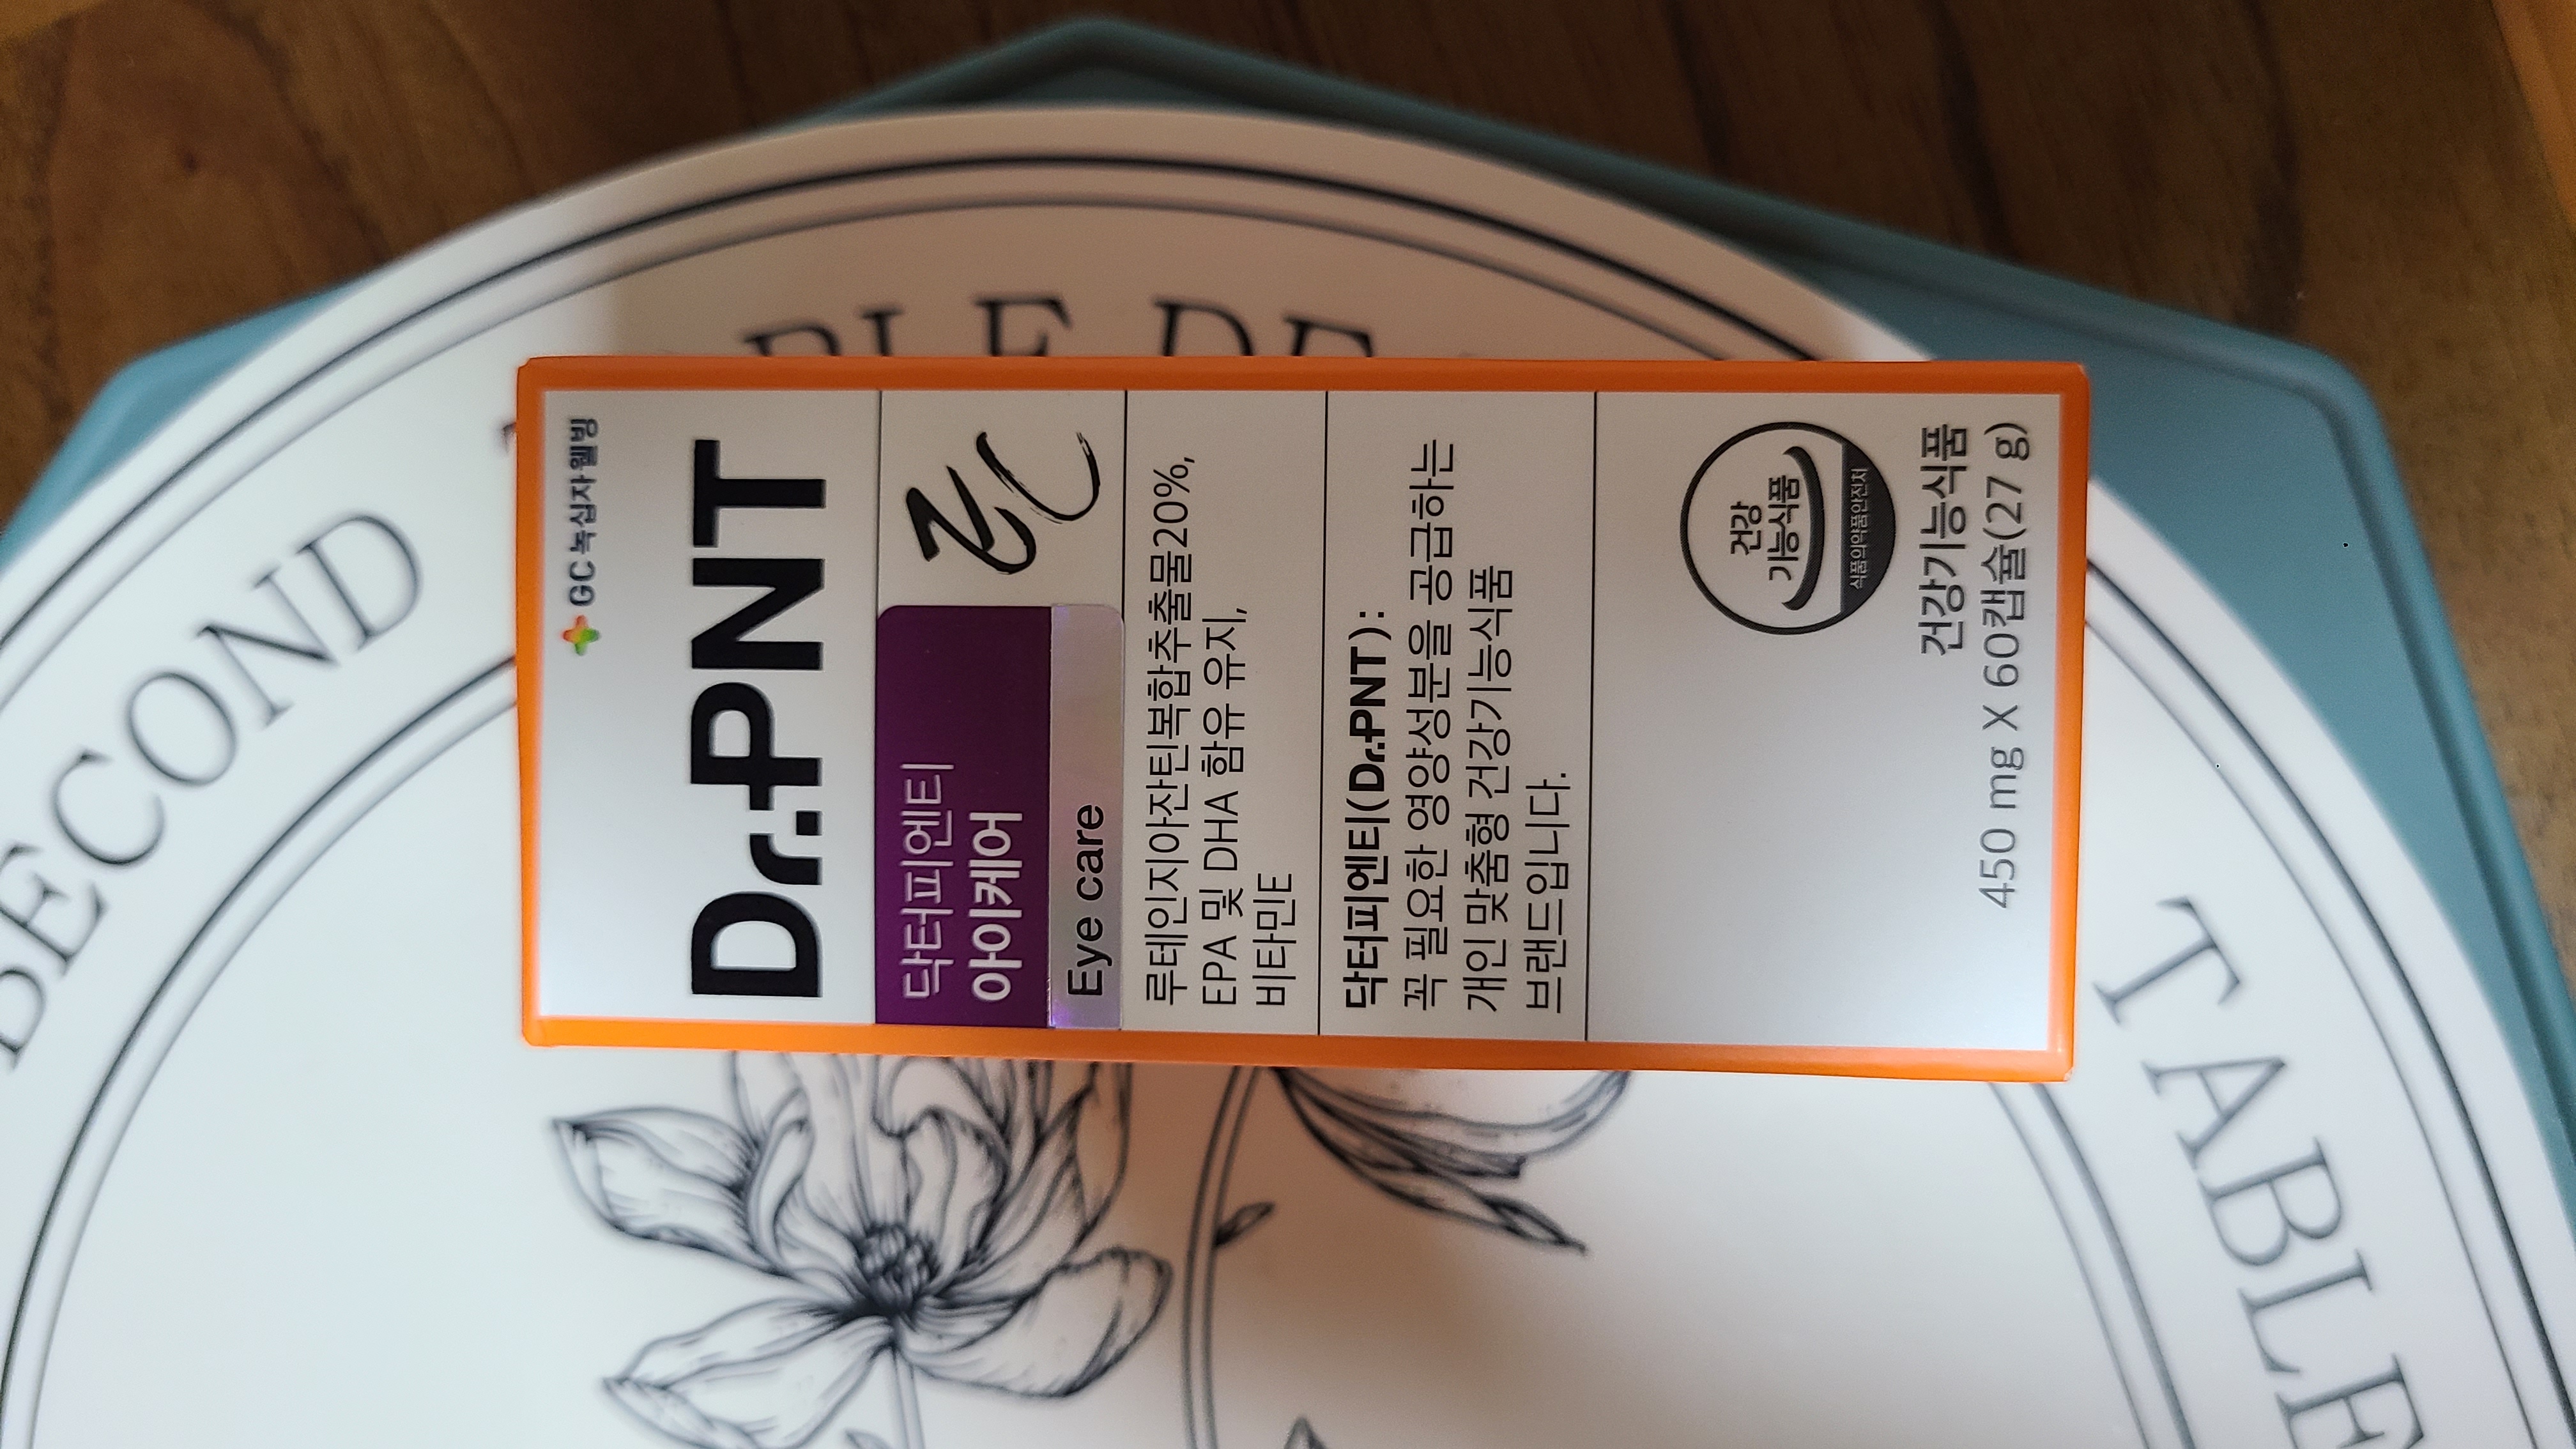 GC 녹십자웰빙
Dr.PNT
닥터피엔티
아이케어
Eye care
눈
루테인지아잔틴복합추출물20%,
EPA 및 DHA 함유 유지,
비타민E
닥터피엔티(Dr.PNT):
꼭 필요한 영양성분을 공급하는
개인 맞춤형 건강기능식품
브랜드입니다.
건강
기능식품
식품의약품안전처
건강기능식품
450 mg X 60캡슐(27 g)
BECOND
TABLE
BLE DE